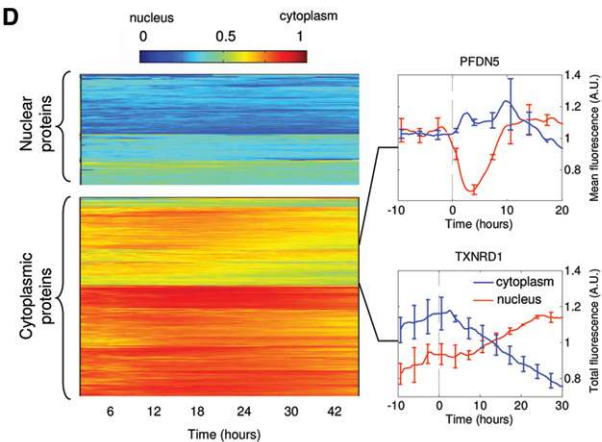 D
nucleus
cytoplasm
0 0.5 1
Nuclear proteins
Cytoplasmic proteins
6 12 18 24 30 42
Time (hours)
PFDN5
1.4
1.2
1
0.8
Mean fluorescence (A.U.)
-10 0 10 20
Time (hours)
TXNRD1
cytoplasm
nucleus
1.4
1.2
1
0.8
Total fluorescence (A.U.)
-10 0 10 20 30
Time (hours)